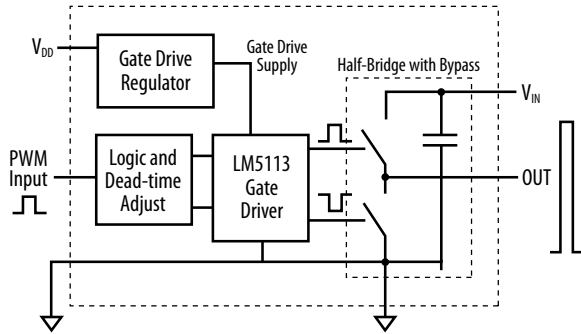 V_DD
Gate Drive
Regulator
Gate Drive
Supply
Half-Bridge with Bypass
V_IN
PWM
Input
Logic and
Dead-time
Adjust
LM5113
Gate
Driver
OUT